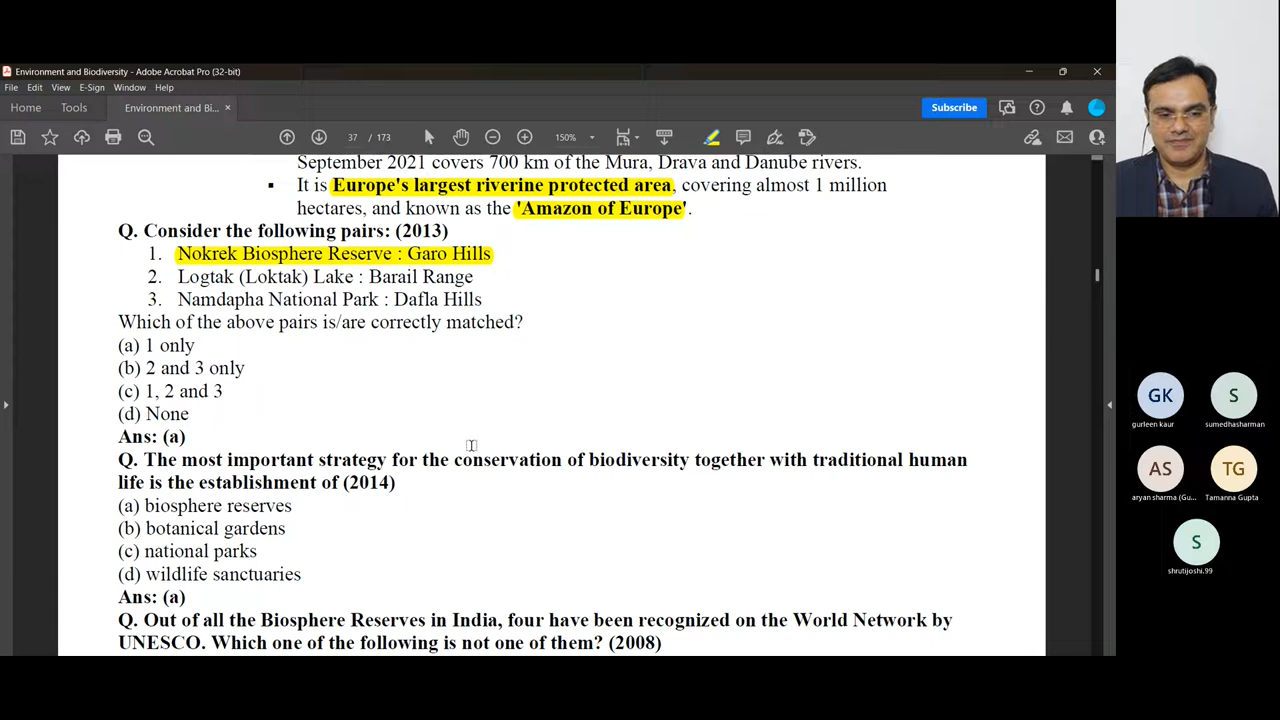 Environment and Biodiversity - Adobe Acrobat Pro (32-bit)
File Edit View E-Sign Window Help
Home Tools Environment and Bi... × Subscribe
37 / 173 150%
September 2021 covers 700 km of the Mura, Drava and Danube rivers.
▪ It is Europe's largest riverine protected area, covering almost 1 million
hectares, and known as the 'Amazon of Europe'.
Q. Consider the following pairs: (2013)
1. Nokrek Biosphere Reserve : Garo Hills
2. Logtak (Loktak) Lake : Barail Range
3. Namdapha National Park : Dafla Hills
Which of the above pairs is/are correctly matched?
(a) 1 only
(b) 2 and 3 only
(c) 1, 2 and 3
(d) None
Ans: (a)
Q. The most important strategy for the conservation of biodiversity together with traditional human
life is the establishment of (2014)
(a) biosphere reserves
(b) botanical gardens
(c) national parks
(d) wildlife sanctuaries
Ans: (a)
Q. Out of all the Biosphere Reserves in India, four have been recognized on the World Network by
UNESCO. Which one of the following is not one of them? (2008)
GK S
gurleen kaur sumedhasharman
AS TG
aryan sharma (Gu... Tamanna Gupta
S
shrutijoshi.99